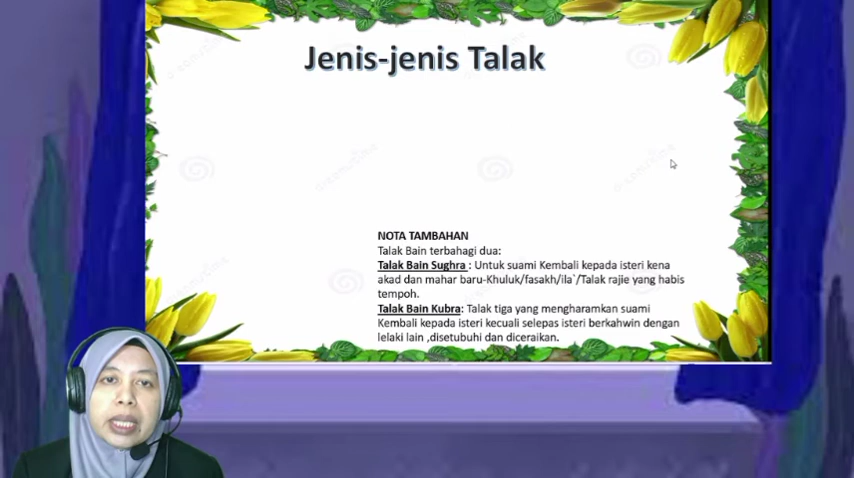 Jenis-jenis Talak
NOTA TAMBAHAN
Talak Bain terbahagi dua:
Talak Bain Sughra : Untuk suami Kembali kepada isteri kena
akad dan mahar baru-Khuluk/fasakh/ila`/Talak rajie yang habis
tempoh.
Talak Bain Kubra: Talak tiga yang mengharamkan suami
Kembali kepada isteri kecuali selepas isteri berkahwin dengan
lelaki lain ,disetubuhi dan diceraikan.